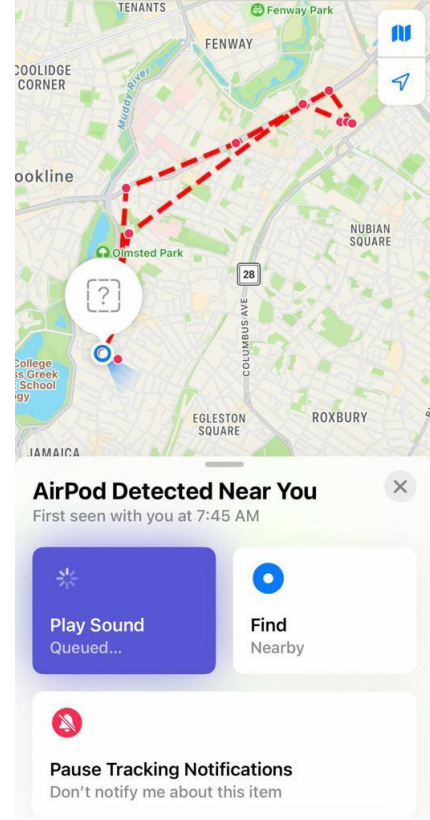 TENANTS
Fenway Park
FENWAY
COOLIDGE
CORNER
Muddy River
ookline
NUBIAN
SQUARE
Olmsted Park
28
?
COLUMBUS AVE
College
ss Greek
School
gy
EGLESTON
SQUARE
ROXBURY
JAMAICA
AirPod Detected Near You
First seen with you at 7:45 AM
Play Sound
Queued...
Find
Nearby
Pause Tracking Notifications
Don't notify me about this item